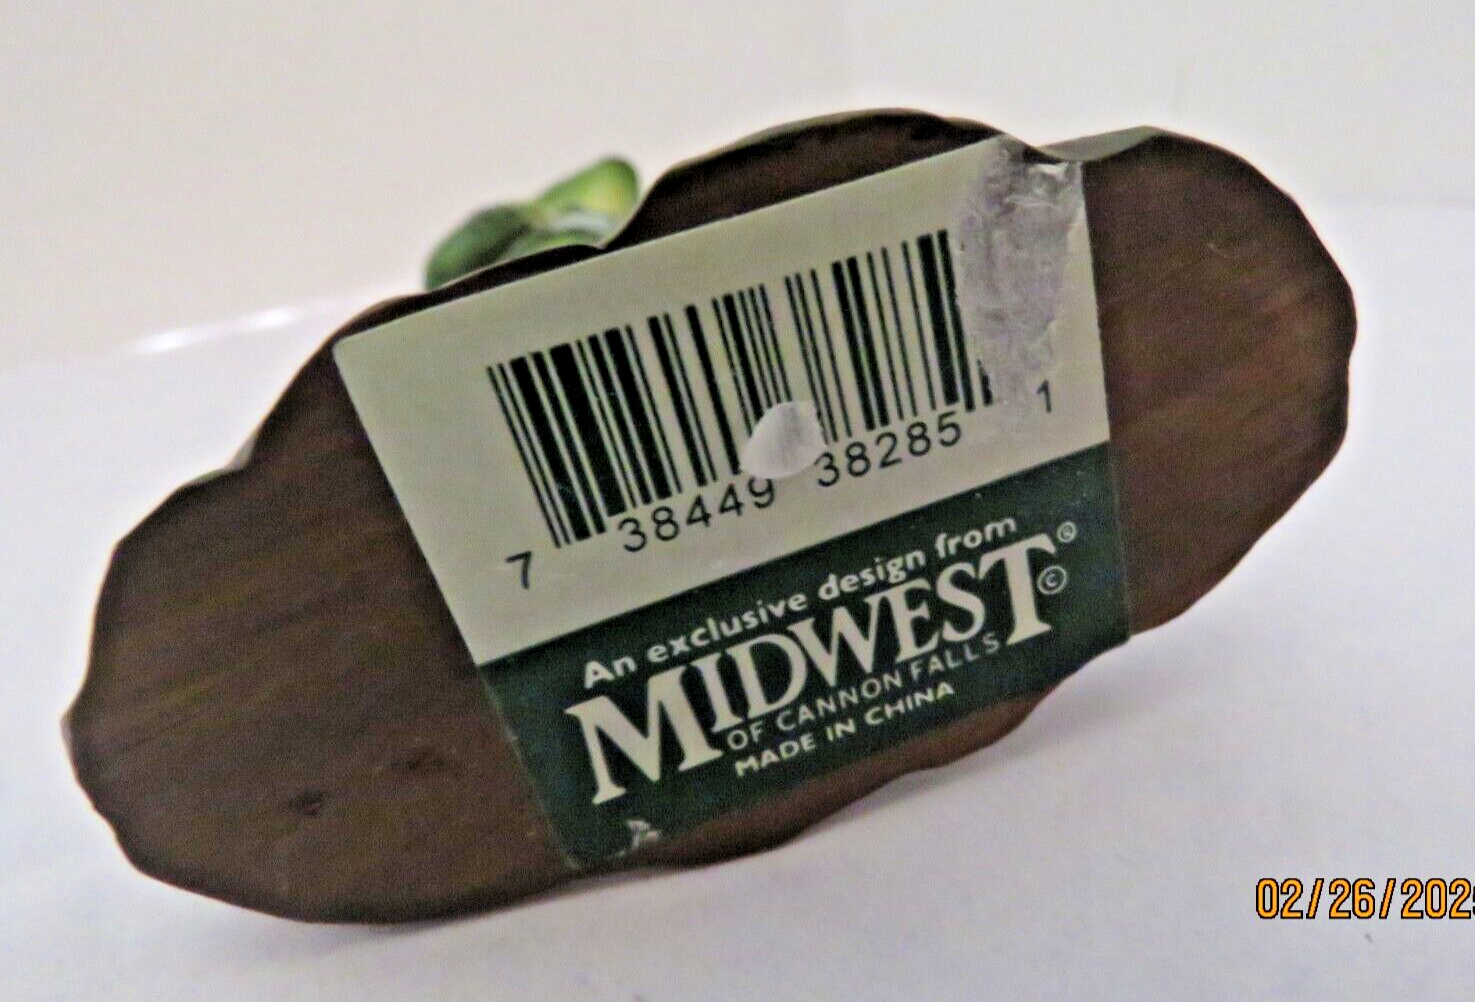 7 38449 38285 1
An exclusive design from
MIDWEST® ©
OF CANNON FALLS
MADE IN CHINA
02/26/202